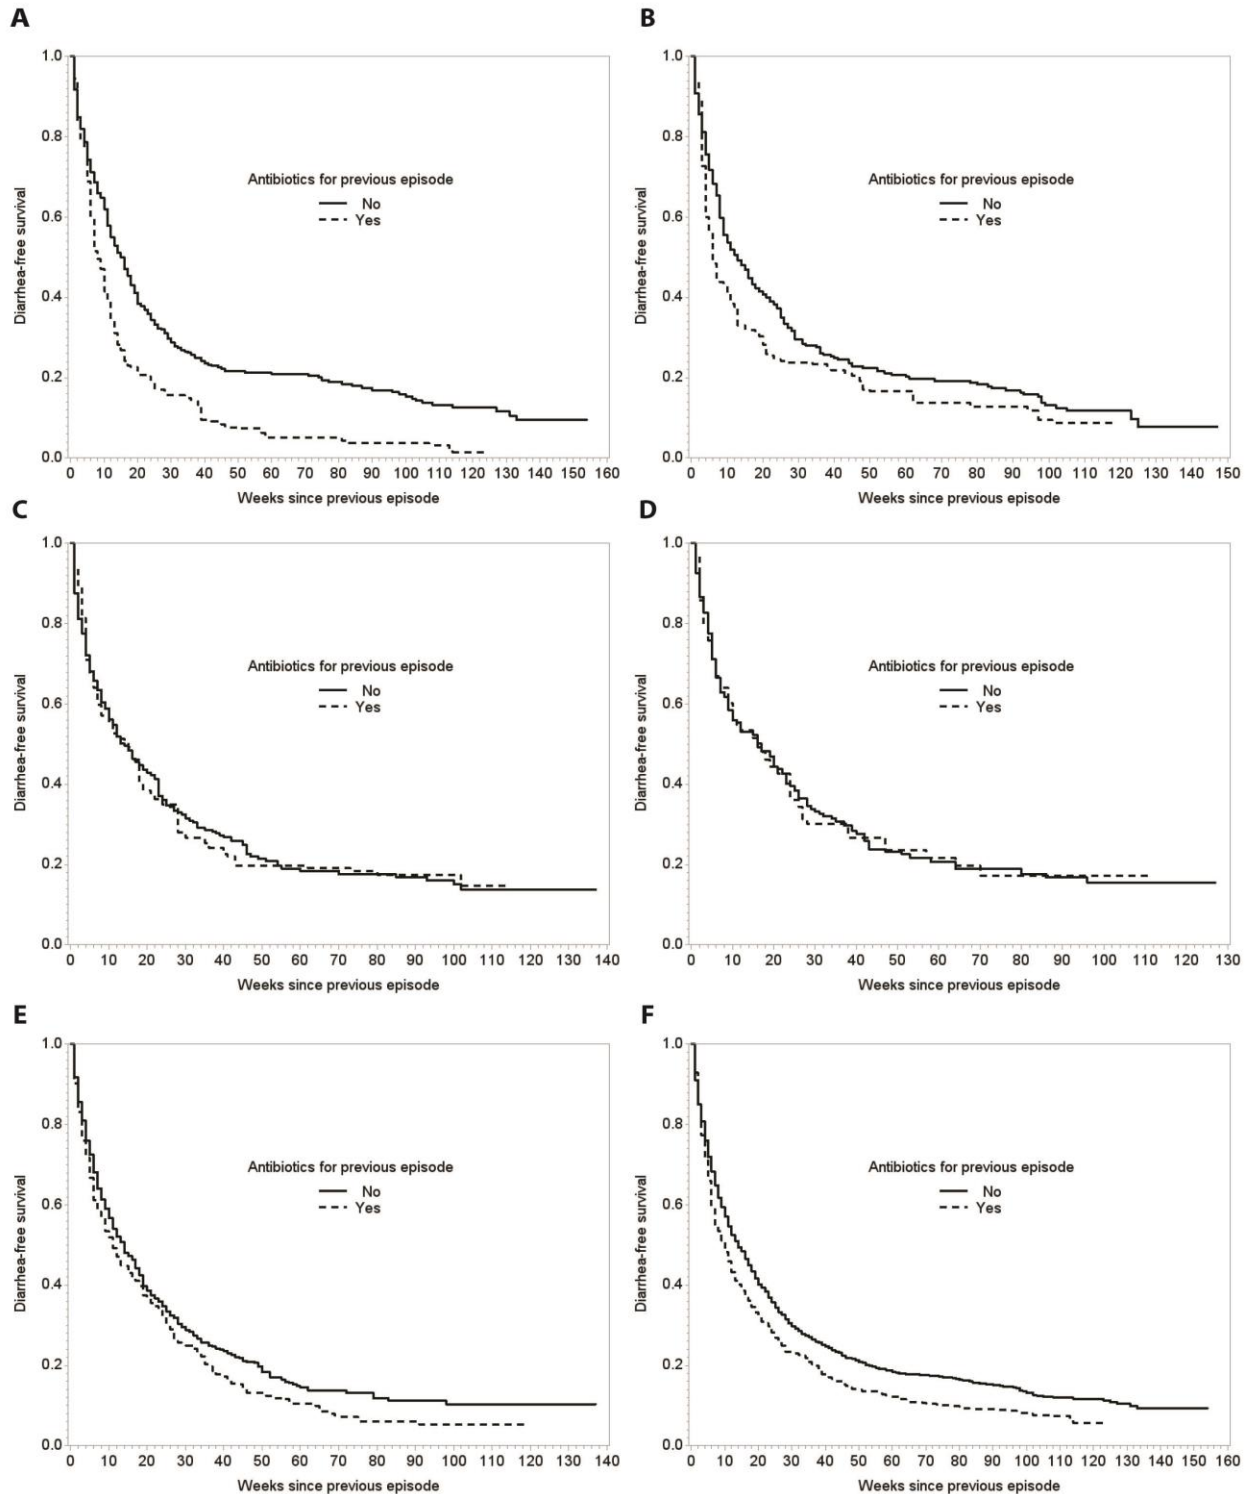 A
1.0
0.8
0.6
0.4
0.2
0.0
Diarrhea-free survival
Antibiotics for previous episode
No
Yes
0 10 20 30 40 50 60 70 80 90 100 110 120 130 140 150 160
Weeks since previous episode
B
1.0
0.8
0.6
0.4
0.2
0.0
Diarrhea-free survival
Antibiotics for previous episode
No
Yes
0 10 20 30 40 50 60 70 80 90 100 110 120 130 140 150
Weeks since previous episode
C
1.0
0.8
0.6
0.4
0.2
0.0
Diarrhea-free survival
Antibiotics for previous episode
No
Yes
0 10 20 30 40 50 60 70 80 90 100 110 120 130 140
Weeks since previous episode
D
1.0
0.8
0.6
0.4
0.2
0.0
Diarrhea-free survival
Antibiotics for previous episode
No
Yes
0 10 20 30 40 50 60 70 80 90 100 110 120 130
Weeks since previous episode
E
1.0
0.8
0.6
0.4
0.2
0.0
Diarrhea-free survival
Antibiotics for previous episode
No
Yes
0 10 20 30 40 50 60 70 80 90 100 110 120 130 140
Weeks since previous episode
F
1.0
0.8
0.6
0.4
0.2
0.0
Diarrhea-free survival
Antibiotics for previous episode
No
Yes
0 10 20 30 40 50 60 70 80 90 100 110 120 130 140 150 160
Weeks since previous episode